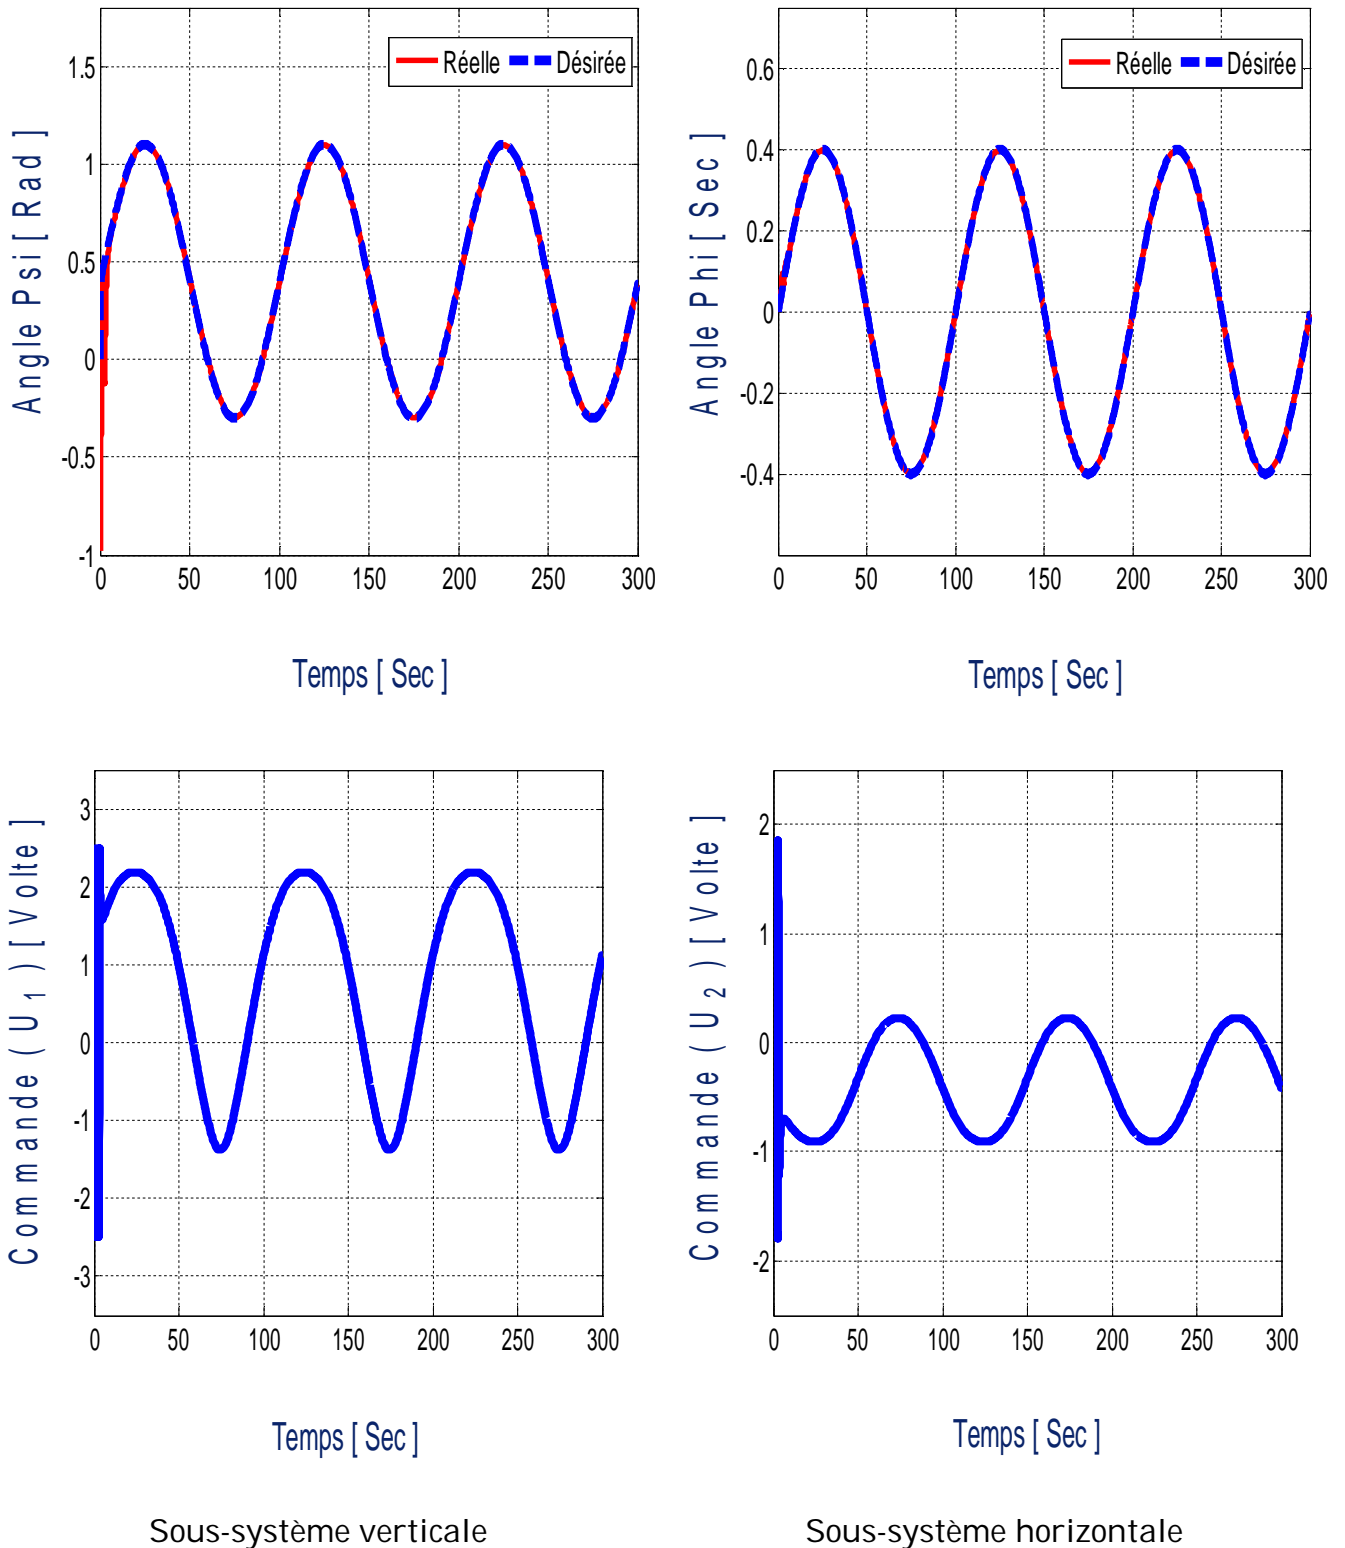 Réelle Désirée
1.5
1
0.5
0
-0.5
-1
Angle Psi [ Rad ]
0 50 100 150 200 250 300
Temps [ Sec ]
Réelle Désirée
0.6
0.4
0.2
0
-0.2
-0.4
Angle Phi [ Sec ]
0 50 100 150 200 250 300
Temps [ Sec ]
3
2
1
0
-1
-2
-3
Commande ( U 1 ) [ Volte ]
0 50 100 150 200 250 300
Temps [ Sec ]
2
1
0
-1
-2
Commande ( U 2 ) [ Volte ]
0 50 100 150 200 250 300
Temps [ Sec ]
Sous-système verticale
Sous-système horizontale